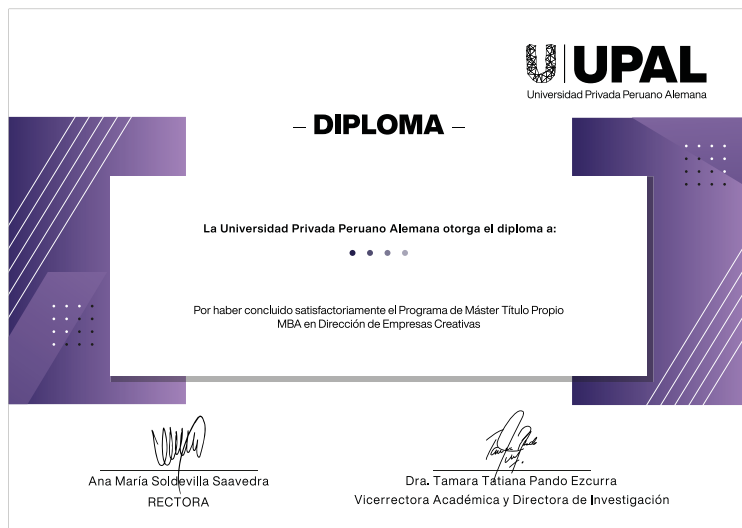 UPAL
Universidad Privada Peruano Alemana
— DIPLOMA —
La Universidad Privada Peruano Alemana otorga el diploma a:
Por haber concluido satisfactoriamente el Programa de Máster Título Propio
MBA en Dirección de Empresas Creativas
Ana María Soldevilla Saavedra
RECTORA
Dra. Tamara Tatiana Pando Ezcurra
Vicerrectora Académica y Directora de Investigación